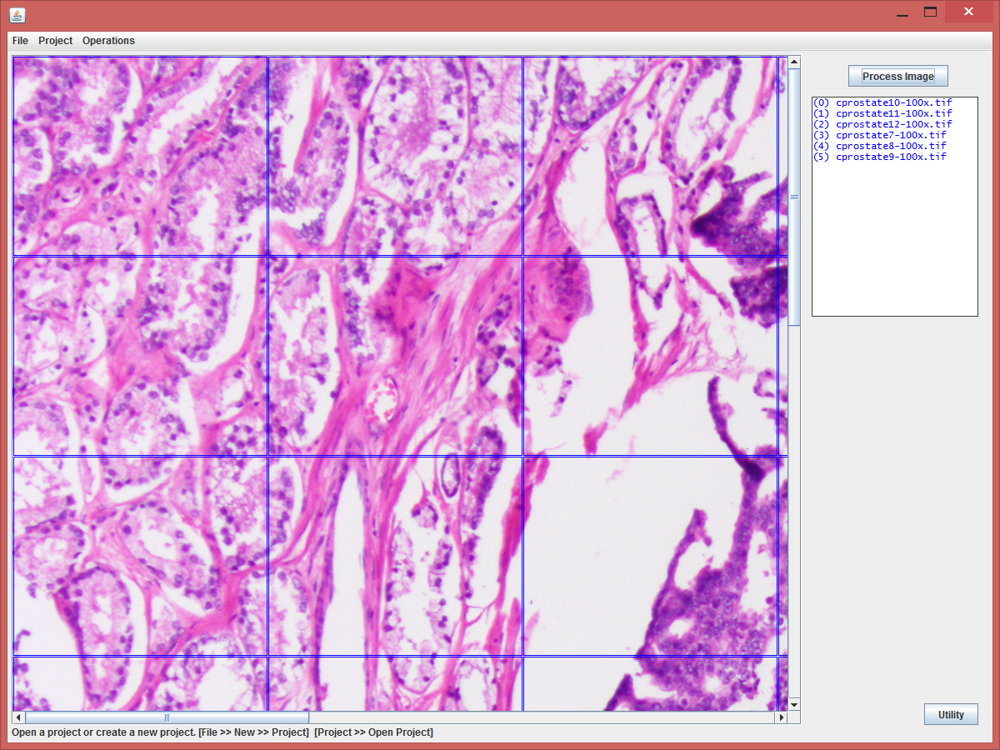 File Project Operations
Process Image
(0) cprostate10-100x.tif
(1) cprostate11-100x.tif
(2) cprostate12-100x.tif
(3) cprostate7-100x.tif
(4) cprostate8-100x.tif
(5) cprostate9-100x.tif
Utility
Open a project or create a new project. [File >> New >> Project] [Project >> Open Project]